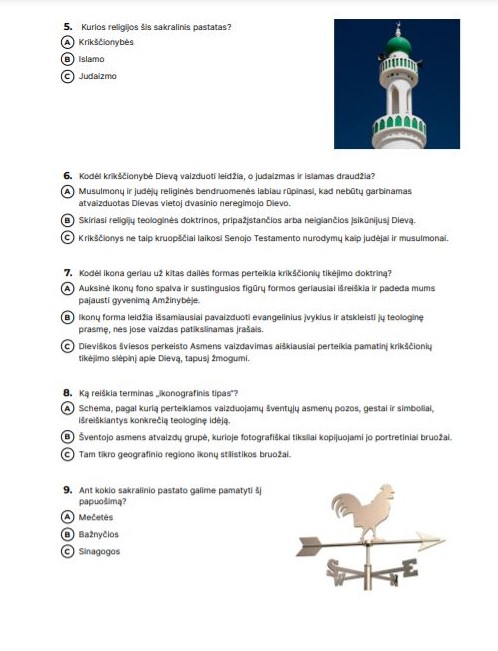 5. Kurios religijos šis sakralinis pastatas?
A Krikščionybės
B Islamo
C Judaizmo
6. Kodėl krikščionybė Dievą vaizduoti leidžia, o judaizmas ir islamas draudžia?
A Musulmonų ir judėjų religinės bendruomenės labiau rūpinasi, kad nebūtų garbinamas
atvaizduotas Dievas vietoj dvasinio neregimojo Dievo.
B Skiriasi religijų teologinės doktrinos, pripažįstančios arba neigiančios Įsikūnijusį Dievą.
C Krikščionys ne taip kruopščiai laikosi Senojo Testamento nurodymų kaip judėjai ir musulmonai.
7. Kodėl ikona geriau už kitas dailės formas perteikia krikščionių tikėjimo doktriną?
A Auksinė ikonų fono spalva ir sustingusios figūrų formos geriausiai išreiškia ir padeda mums
pajausti gyvenimą Amžinybėje.
B Ikonų forma leidžia išsamiausiai pavaizduoti evangelinius įvykius ir atskleisti jų teologinę
prasmę, nes jose vaizdas patikslinamas įrašais.
C Dieviškos šviesos perkeisto Asmens vaizdavimas aiškiausiai perteikia pamatinį krikščionių
tikėjimo slėpinį apie Dievą, tapusį žmogumi.
8. Ką reiškia terminas „ikonografinis tipas"?
A Schema, pagal kurią perteikiamos vaizduojamų šventųjų asmenų pozos, gestai ir simboliai,
išreiškiantys konkrečią teologinę idėją.
B Šventojo asmens atvaizdų grupė, kurioje fotografiškai tiksliai kopijuojami jo portretiniai bruožai.
C Tam tikro geografinio regiono ikonų stilistikos bruožai.
9. Ant kokio sakralinio pastato galime pamatyti šį
papuošimą?
A Mečetės
B Bažnyčios
C Sinagogos
S
W
N
E